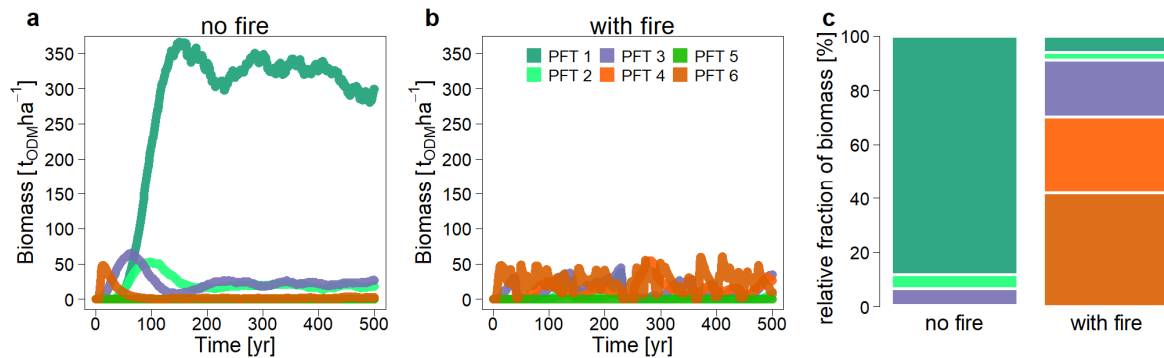 a
no fire
Biomass [t_ODM ha⁻¹]
350
300
250
200
150
100
50
0
0 100 200 300 400 500
Time [yr]
b
with fire
PFT 1 PFT 3 PFT 5
PFT 2 PFT 4 PFT 6
Biomass [t_ODM ha⁻¹]
350
300
250
200
150
100
50
0
0 100 200 300 400 500
Time [yr]
c
relative fraction of biomass [%]
100
80
60
40
20
0
no fire with fire